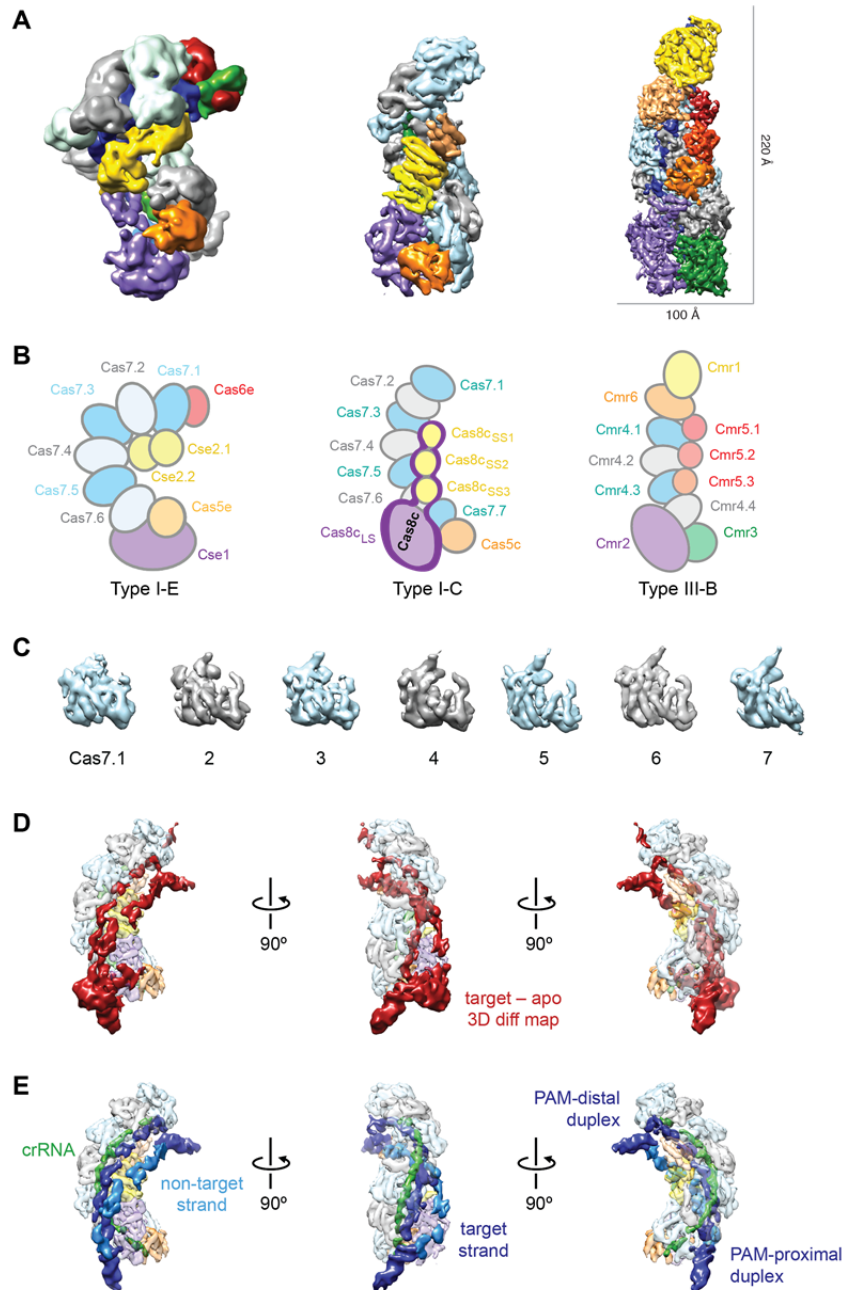 A
220 Å
100 Å
B
Cas7.2
Cas7.1
Cas7.3
Cas6e
Cas7.4
Cse2.1
Cse2.2
Cas7.5
Cas7.6
Cas5e
Cse1
Type I-E
Cas7.2
Cas7.1
Cas7.3
Cas8cSS1
Cas7.4
Cas8cSS2
Cas7.5
Cas8cSS3
Cas7.6
Cas7.7
Cas8cLS
Cas8c
Cas5c
Type I-C
Cmr1
Cmr6
Cmr4.1
Cmr5.1
Cmr4.2
Cmr5.2
Cmr4.3
Cmr5.3
Cmr4.4
Cmr2
Cmr3
Type III-B
C
Cas7.1 2 3 4 5 6 7
D
90º
90º
target – apo
3D diff map
E
crRNA
non-target
strand
90º
target
strand
90º
PAM-distal
duplex
PAM-proximal
duplex